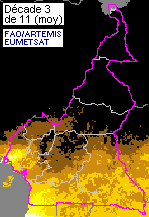 Décade 3
de 11 (moy)
FAO/ARTEMIS
EUMETSAT